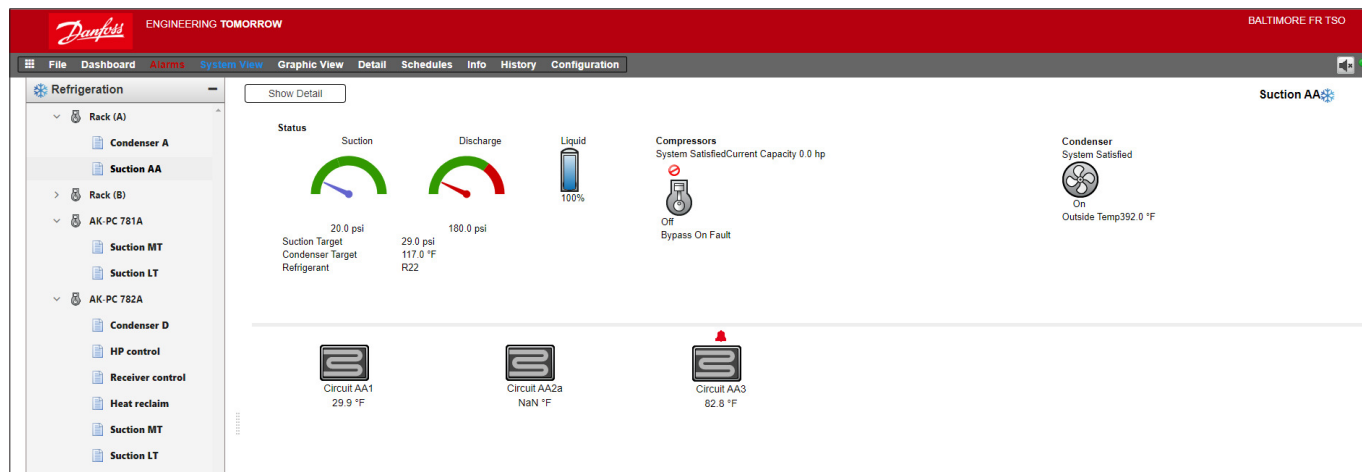 Danfoss
ENGINEERING TOMORROW
BALTIMORE FR TSO
File Dashboard Alarms System View Graphic View Detail Schedules Info History Configuration
Refrigeration
Rack (A)
Condenser A
Suction AA
Rack (B)
AK-PC 781A
Suction MT
Suction LT
AK-PC 782A
Condenser D
HP control
Receiver control
Heat reclaim
Suction MT
Suction LT
Show Detail
Suction AA
Status
Suction Discharge Liquid
100%
20.0 psi 180.0 psi
Suction Target 29.0 psi
Condenser Target 117.0 °F
Refrigerant R22
Compressors
System SatisfiedCurrent Capacity 0.0 hp
Off
Bypass On Fault
Condenser
System Satisfied
On
Outside Temp392.0 °F
Circuit AA1
29.9 °F
Circuit AA2a
NaN °F
Circuit AA3
82.8 °F